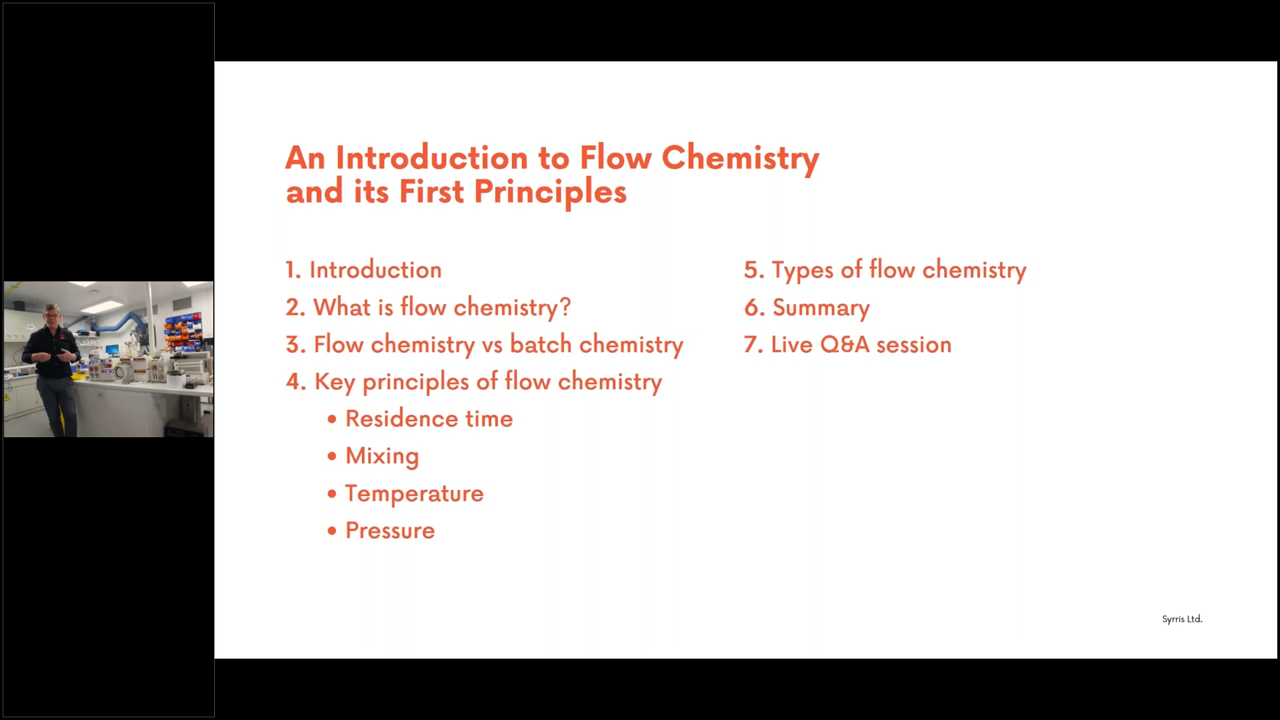 An Introduction to Flow Chemistry
and its First Principles
1. Introduction
2. What is flow chemistry?
3. Flow chemistry vs batch chemistry
4. Key principles of flow chemistry
• Residence time
• Mixing
• Temperature
• Pressure
5. Types of flow chemistry
6. Summary
7. Live Q&A session
Syrris Ltd.